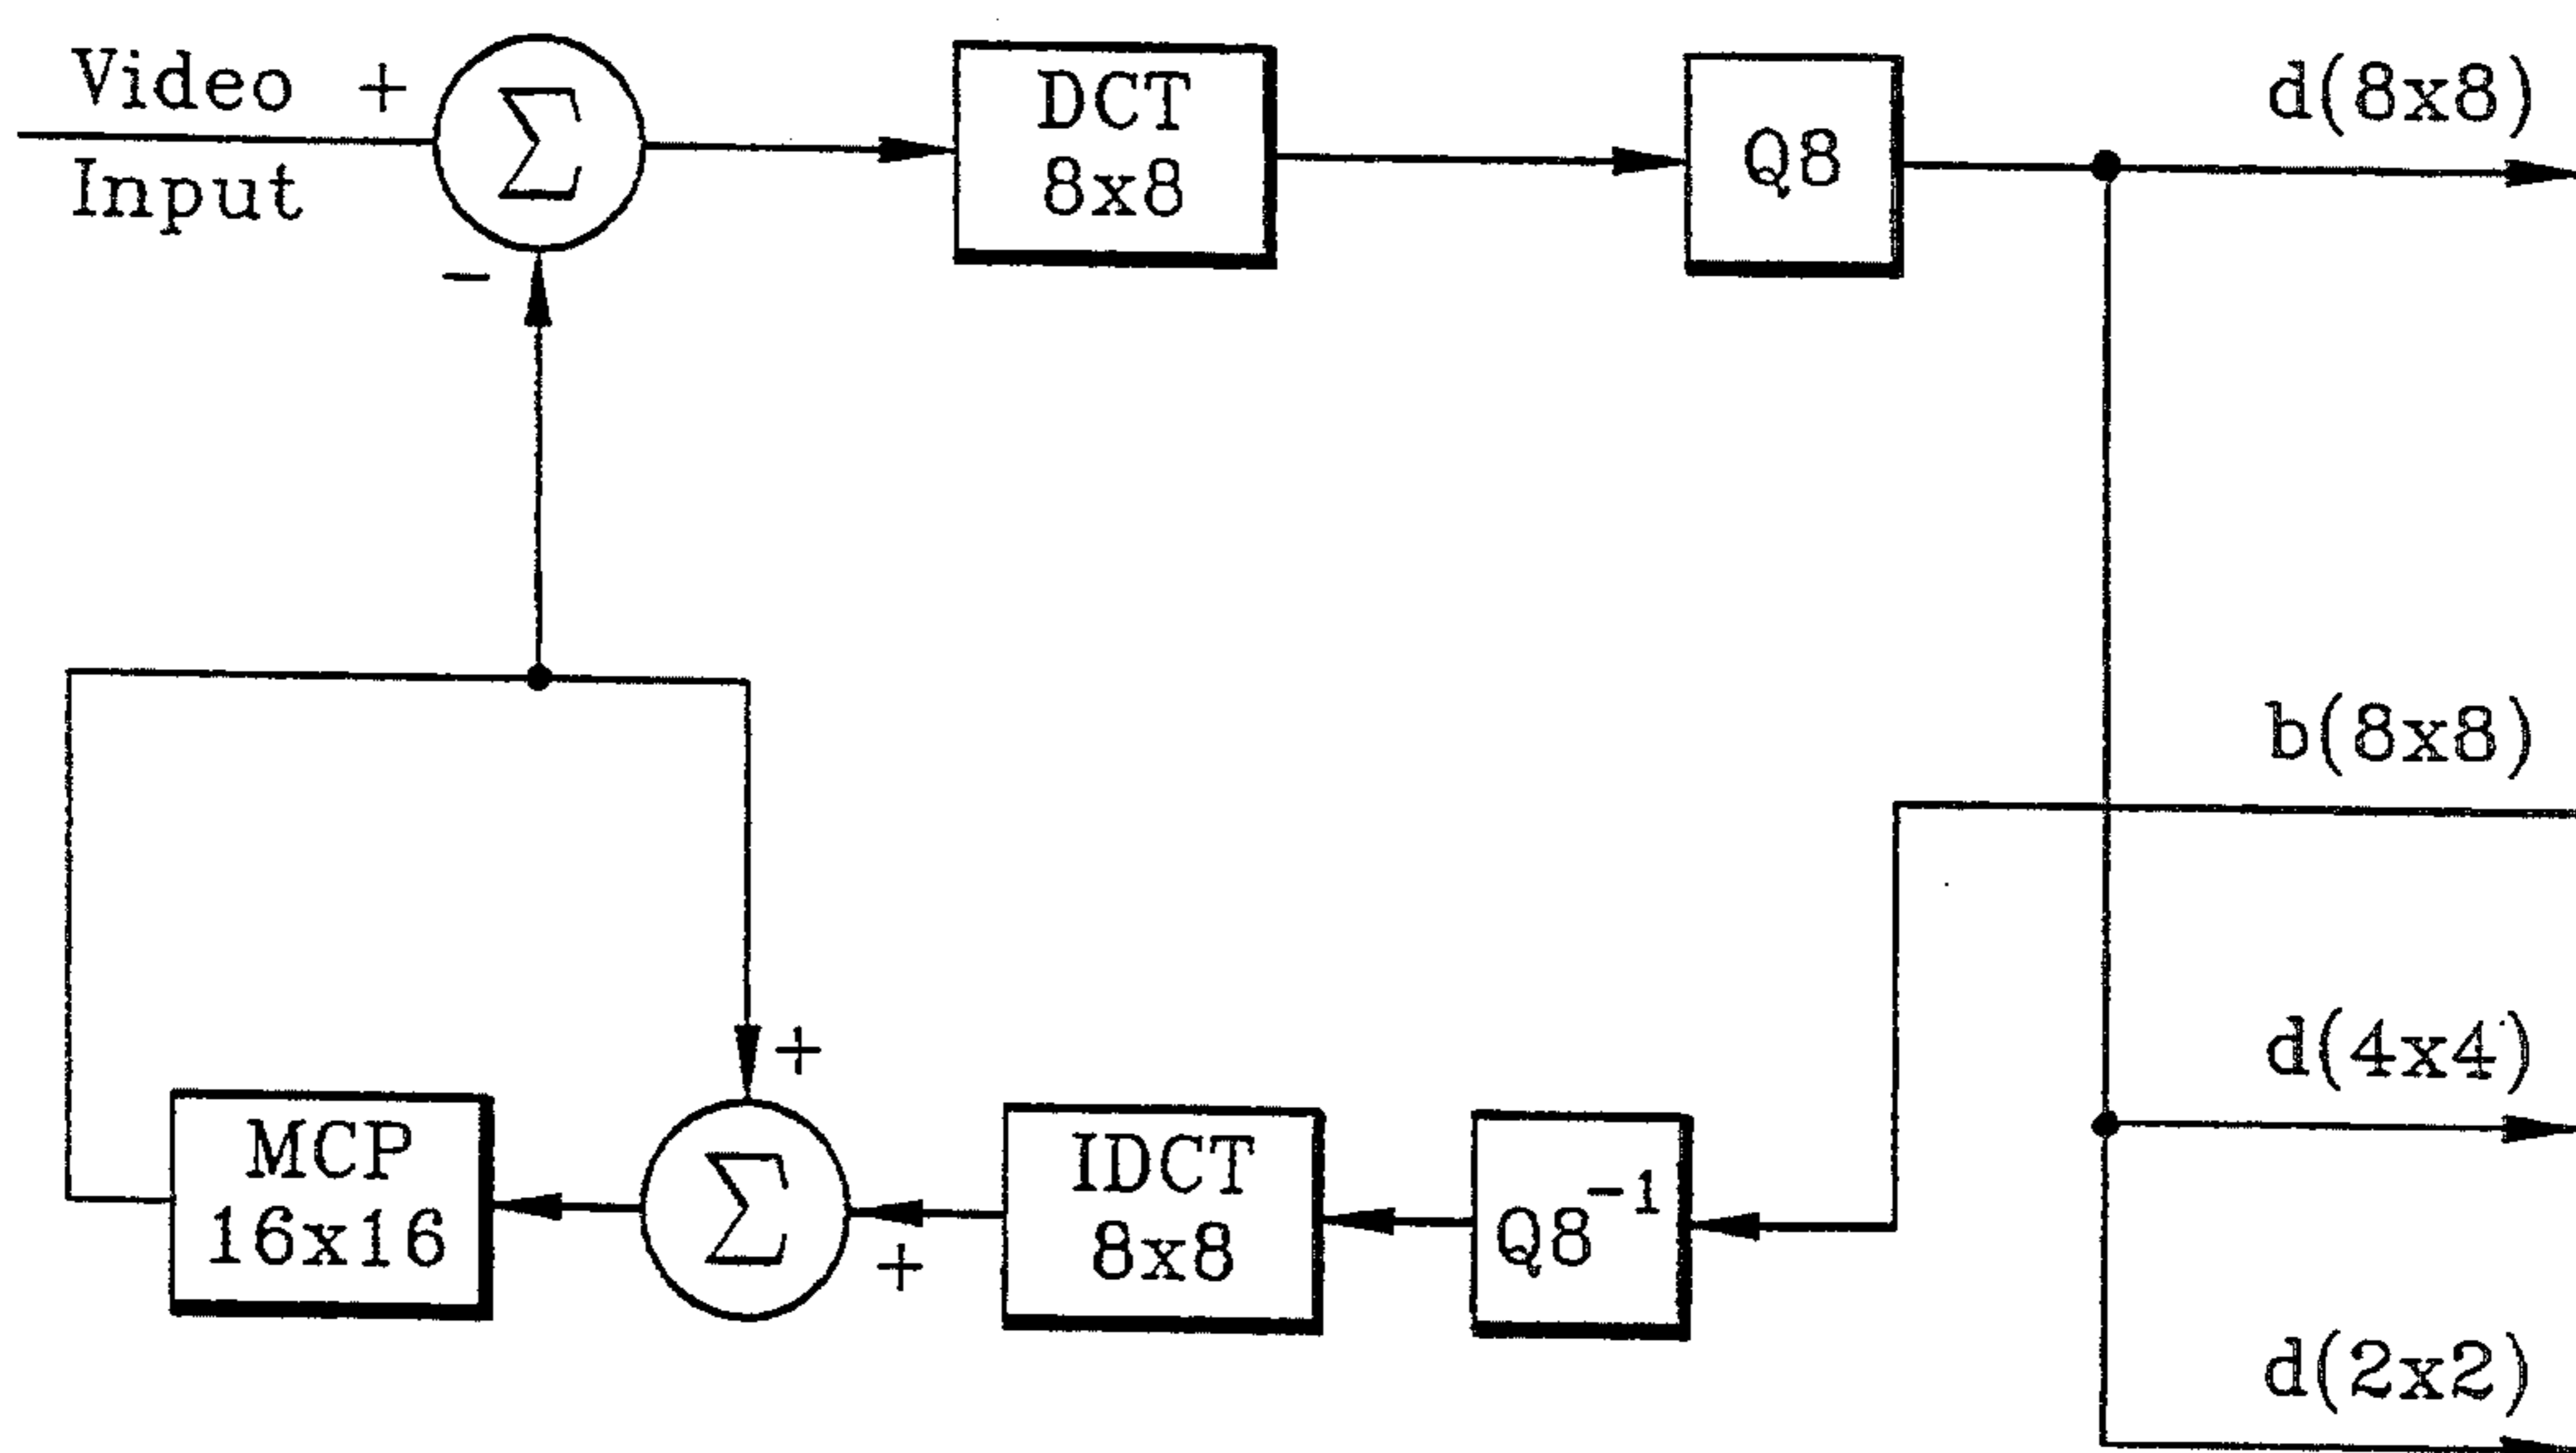 Video +
Input
Σ
-
DCT
8x8
Q8
d(8x8)
b(8x8)
d(4x4)
d(2x2)
+
MCP
16x16
Σ
+
IDCT
8x8
Q8⁻¹